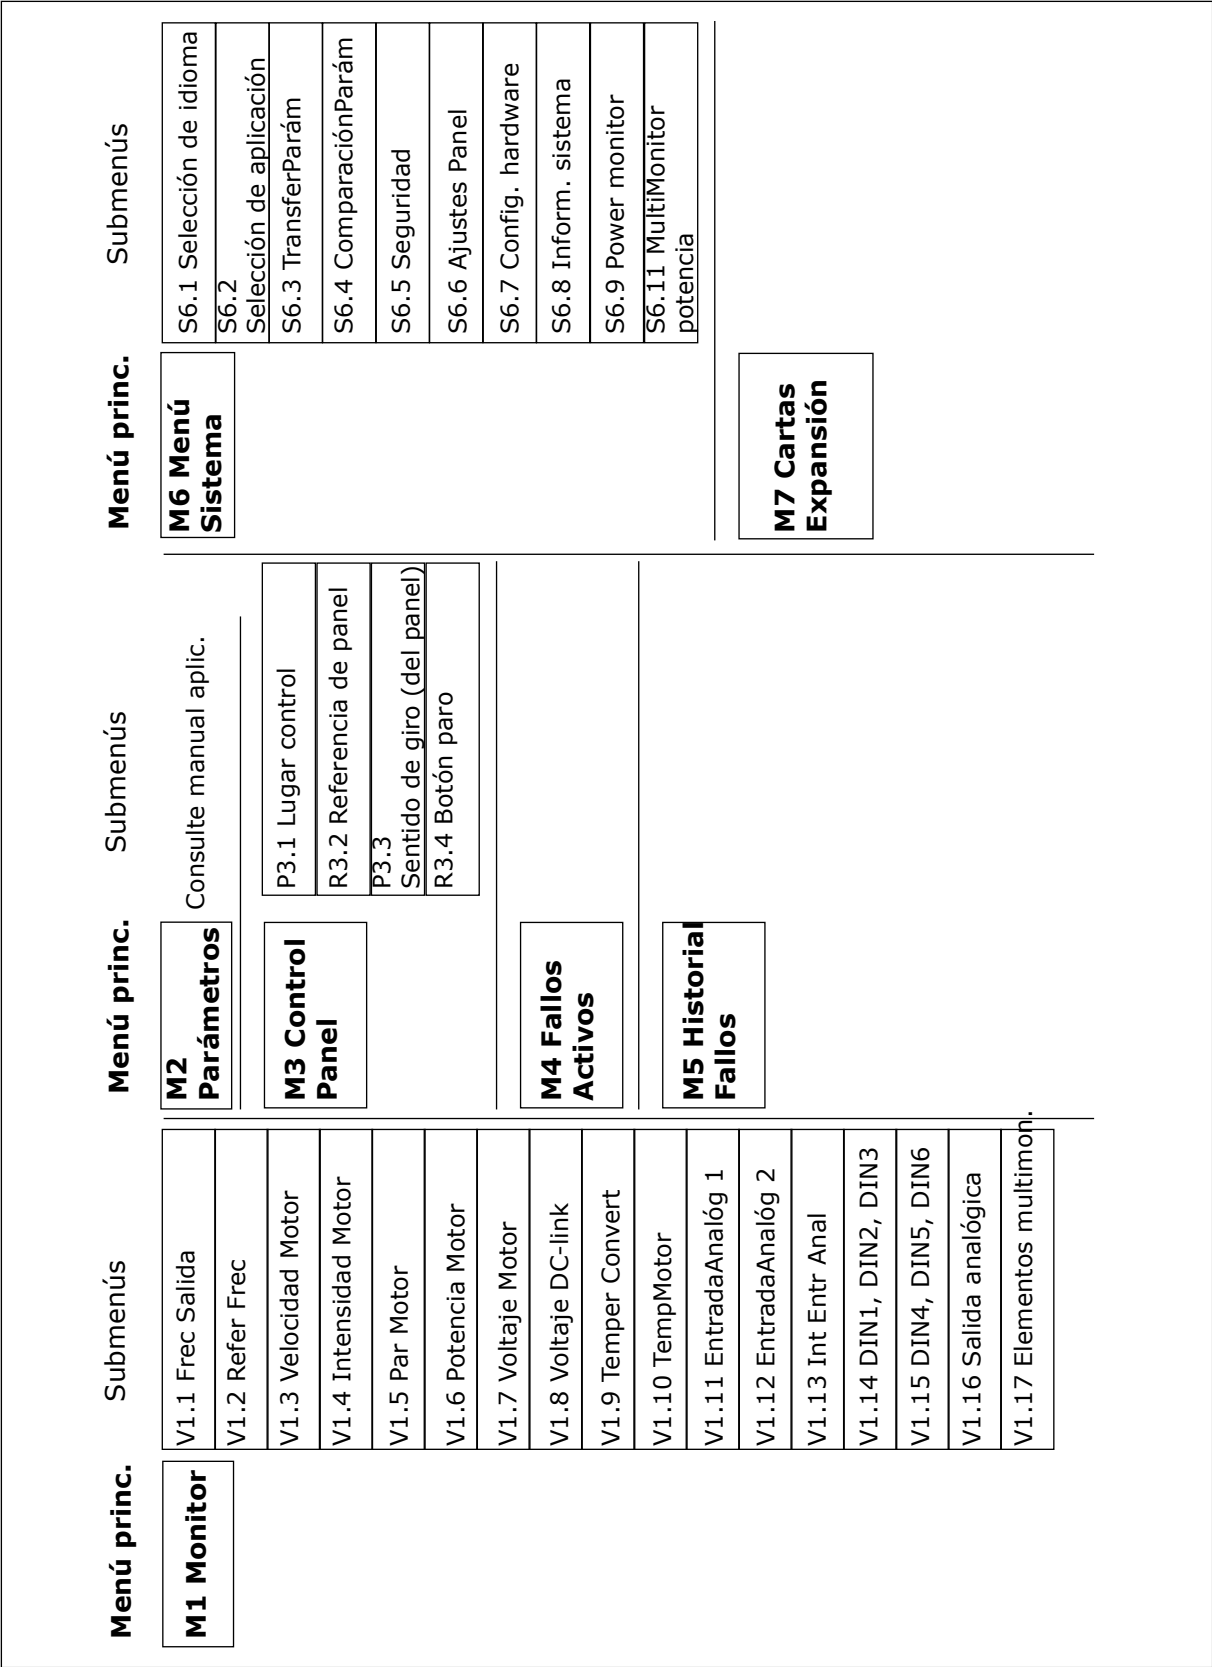 Menú princ.
Submenús
M1 Monitor
V1.1 Frec Salida
V1.2 Refer Frec
V1.3 Velocidad Motor
V1.4 Intensidad Motor
V1.5 Par Motor
V1.6 Potencia Motor
V1.7 Voltaje Motor
V1.8 Voltaje DC-link
V1.9 Temper Convert
V1.10 TempMotor
V1.11 EntradaAnalóg 1
V1.12 EntradaAnalóg 2
V1.13 Int Entr Anal
V1.14 DIN1, DIN2, DIN3
V1.15 DIN4, DIN5, DIN6
V1.16 Salida analógica
V1.17 Elementos multimon.
Menú princ.
Submenús
M2
Parámetros
Consulte manual aplic.
M3 Control
Panel
P3.1 Lugar control
R3.2 Referencia de panel
P3.3
Sentido de giro (del panel)
R3.4 Botón paro
M4 Fallos
Activos
M5 Historial
Fallos
Menú princ.
Submenús
M6 Menú
Sistema
S6.1 Selección de idioma
S6.2
Selección de aplicación
S6.3 TransferParám
S6.4 ComparaciónParám
S6.5 Seguridad
S6.6 Ajustes Panel
S6.7 Config. hardware
S6.8 Inform. sistema
S6.9 Power monitor
S6.11 MultiMonitor
potencia
M7 Cartas
Expansión